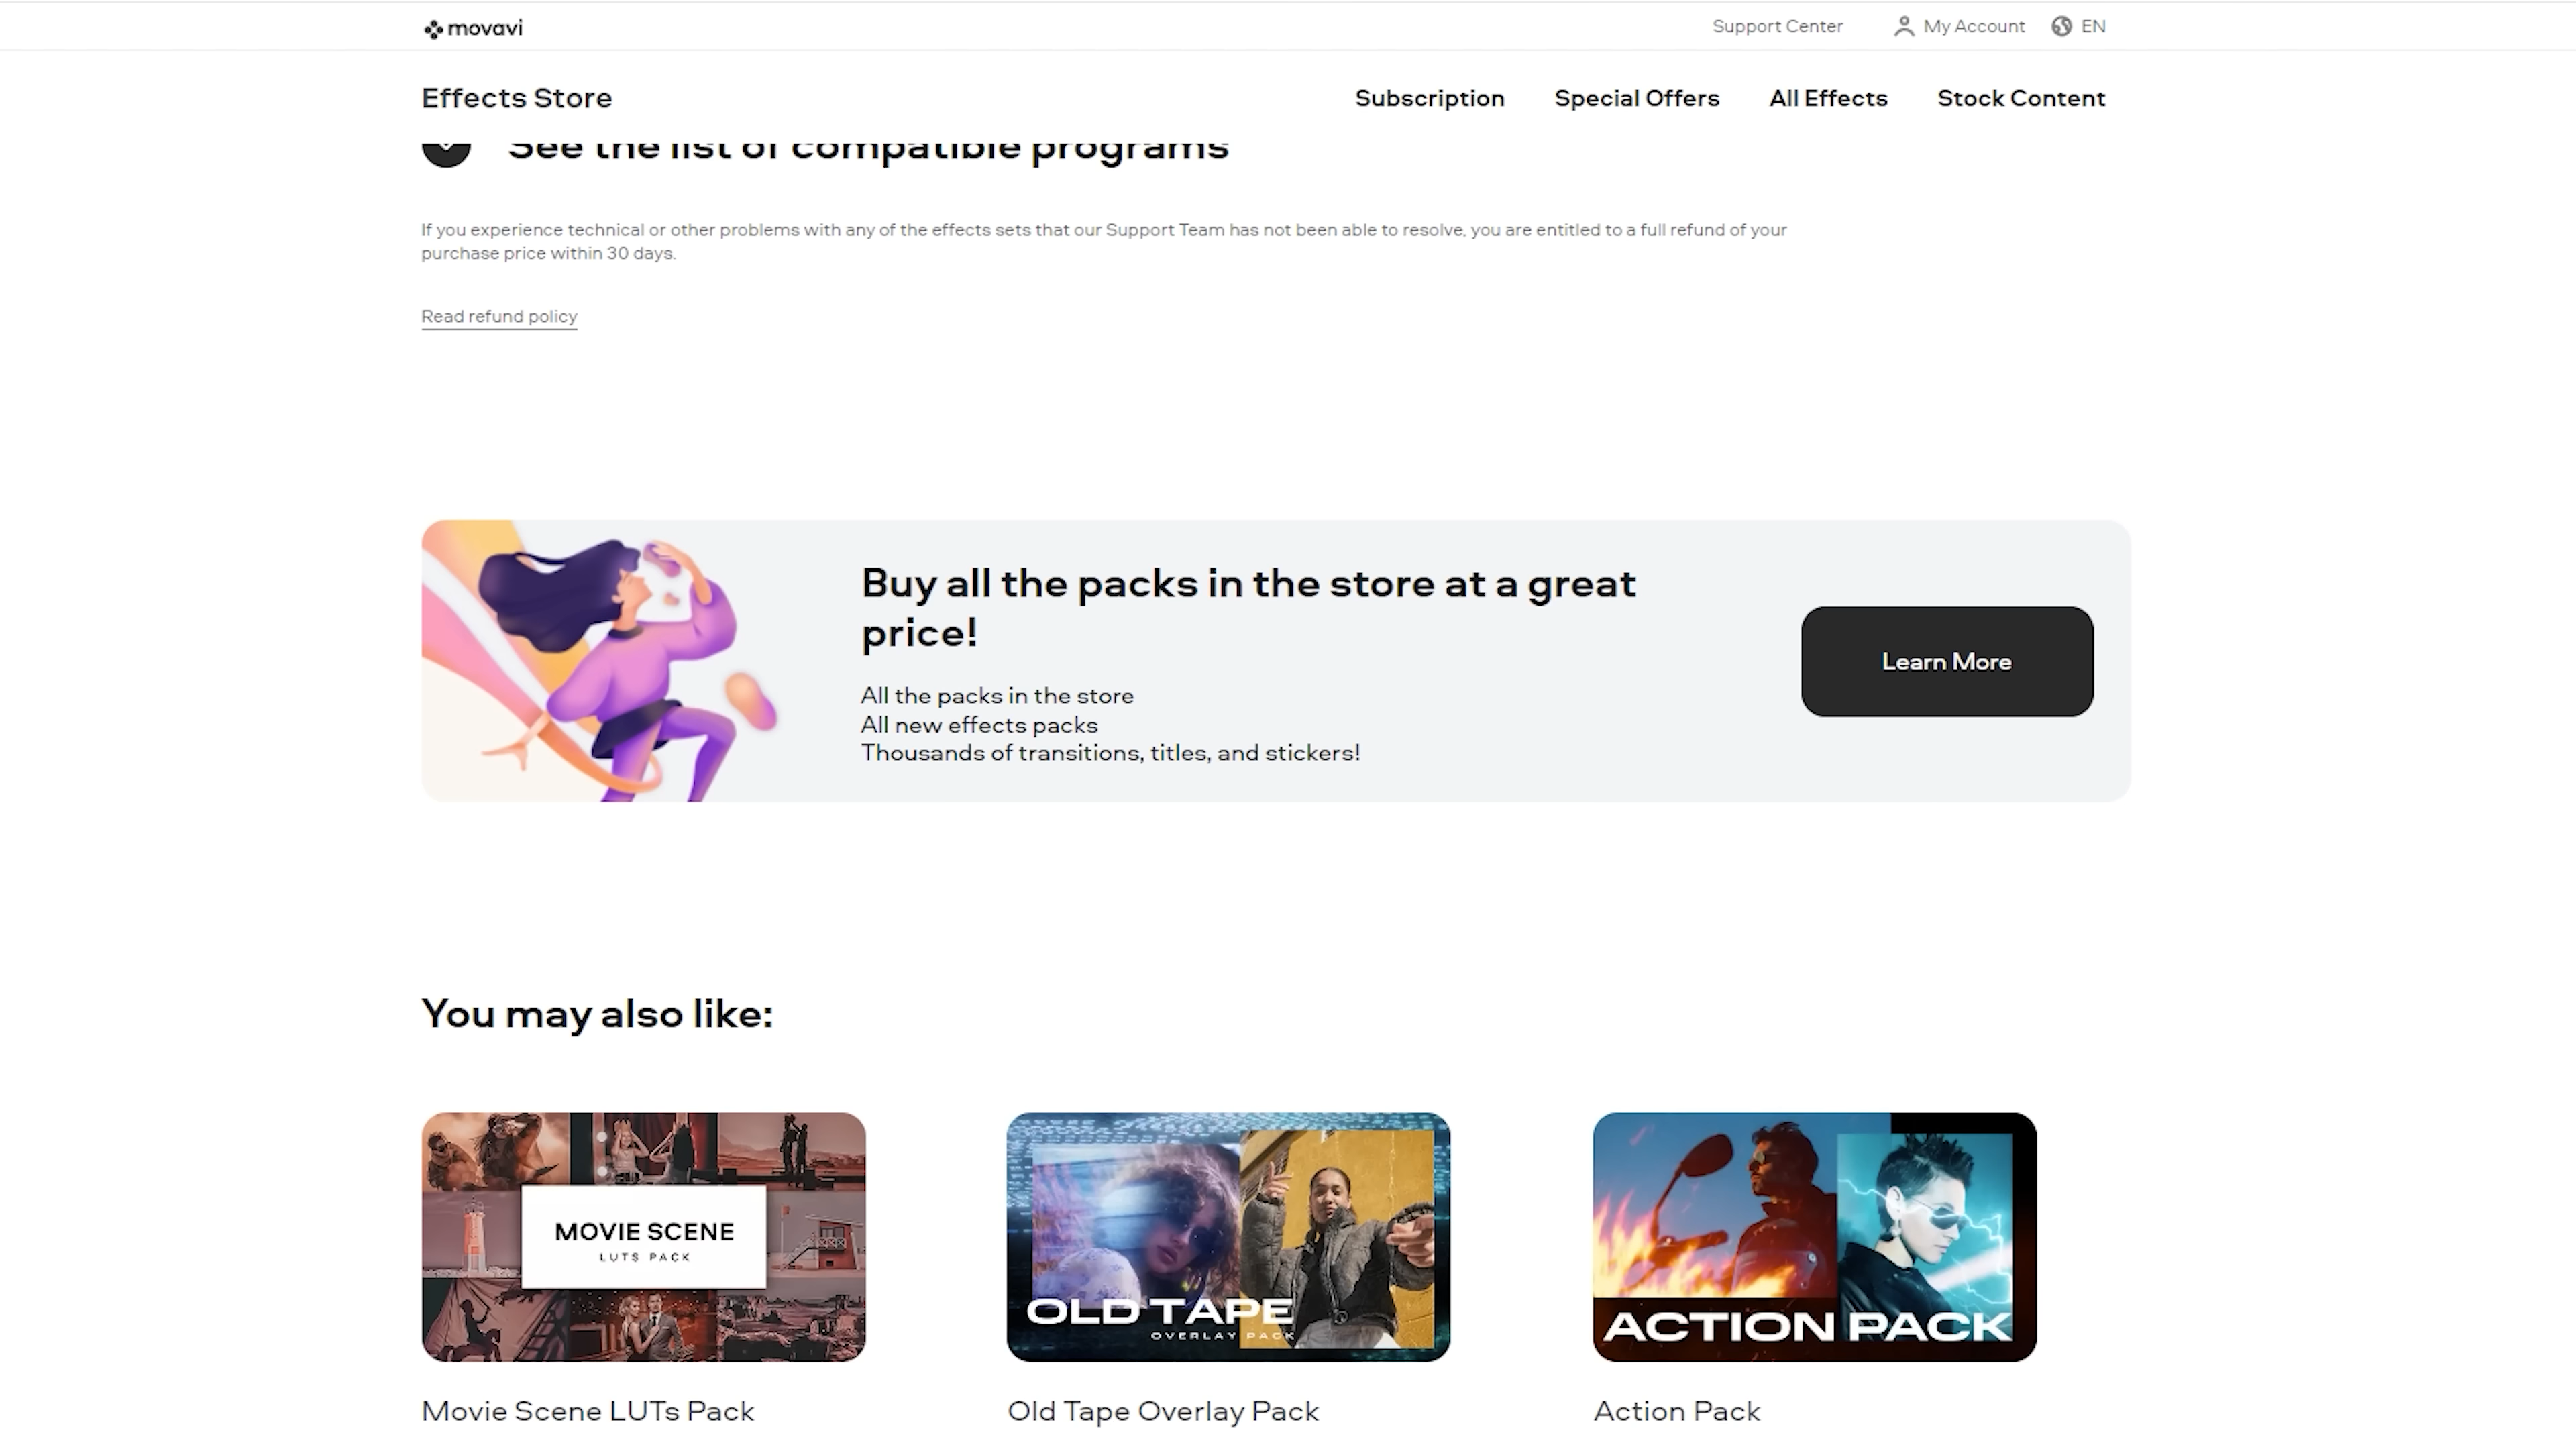 movavi
Support Center
My Account
EN
Effects Store
Subscription
Special Offers
All Effects
Stock Content
See the list of compatible programs
If you experience technical or other problems with any of the effects sets that our Support Team has not been able to resolve, you are entitled to a full refund of your
purchase price within 30 days.
Read refund policy
Buy all the packs in the store at a great
price!
All the packs in the store
All new effects packs
Thousands of transitions, titles, and stickers!
Learn More
You may also like:
MOVIE SCENE
LUTS PACK
OLD TAPE
OVERLAY PACK
ACTION PACK
Movie Scene LUTs Pack
Old Tape Overlay Pack
Action Pack